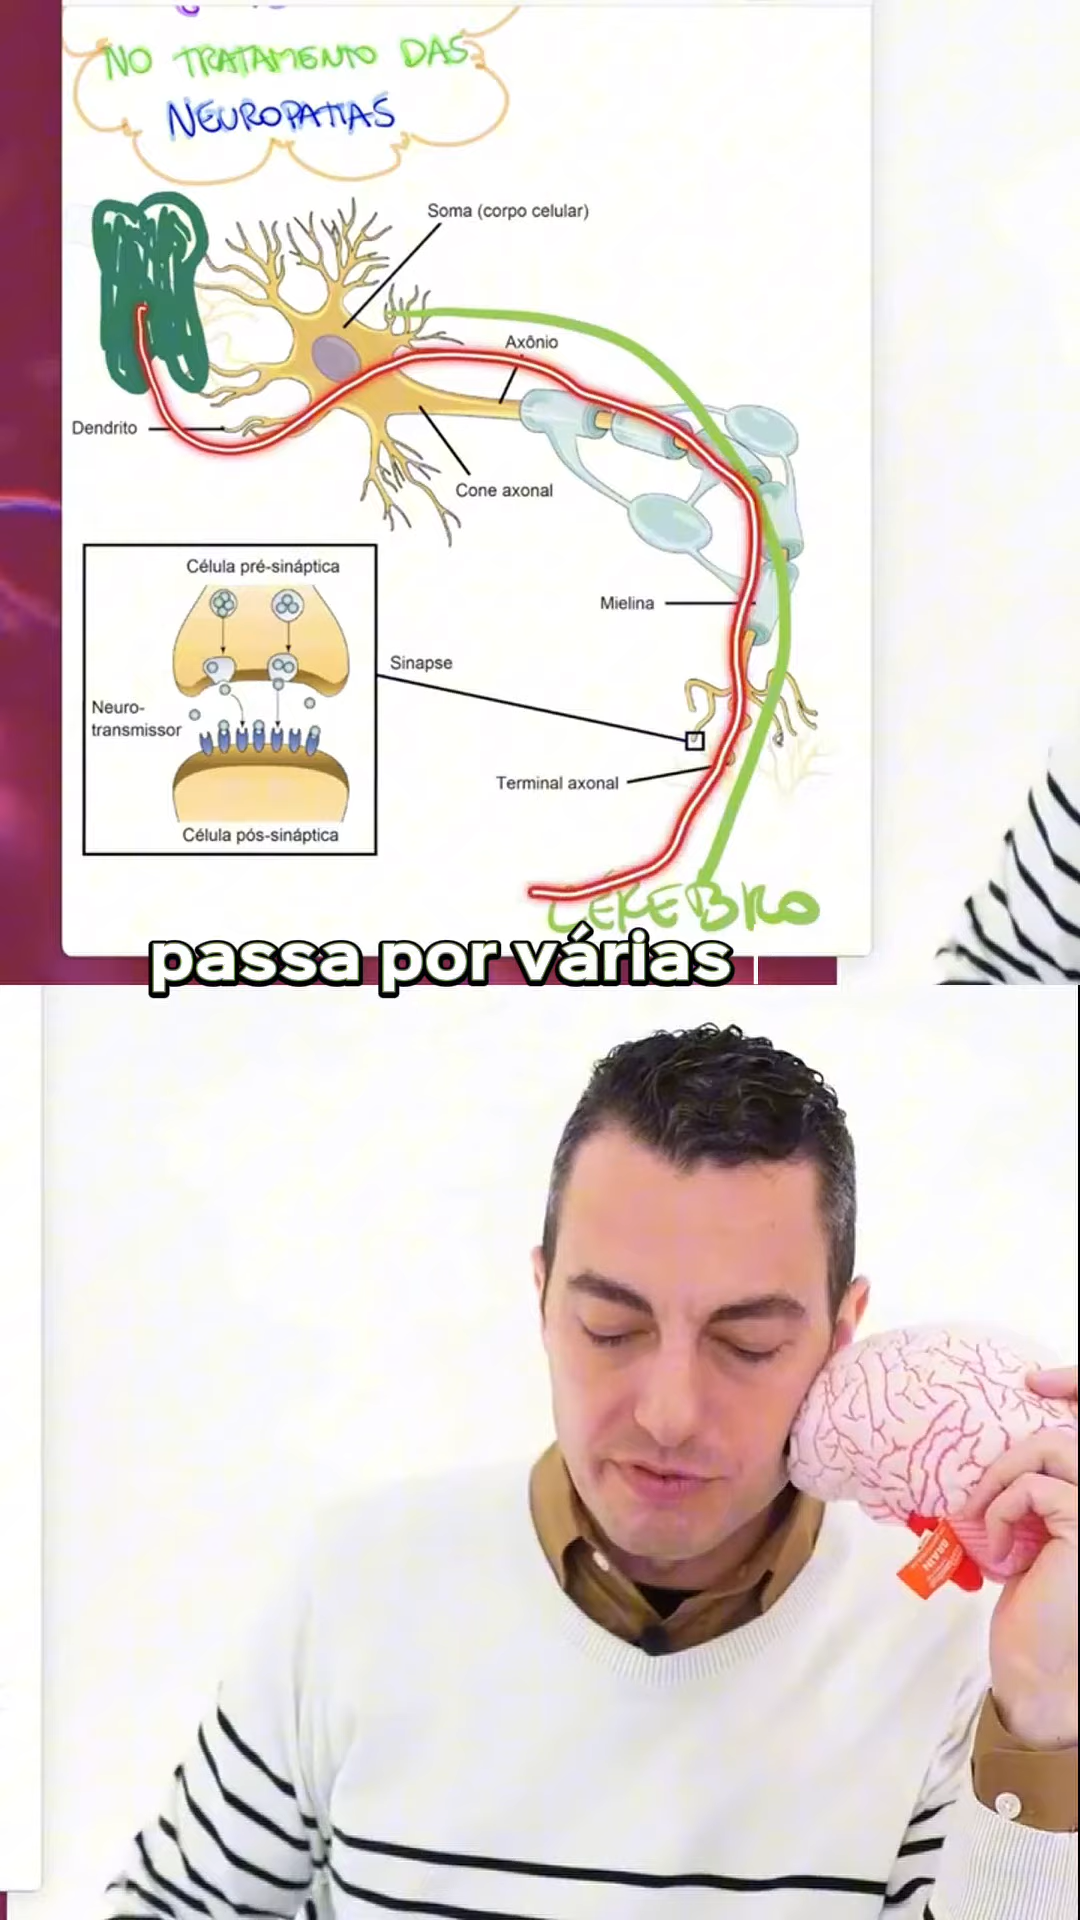 NO TRATAMENTO DAS
NEUROPATIAS
Soma (corpo celular)
Axônio
Dendrito
Cone axonal
Célula pré-sináptica
Mielina
Sinapse
Neuro-
transmissor
Terminal axonal
Célula pós-sináptica
CÉREBRO
passa por várias
BRAIN